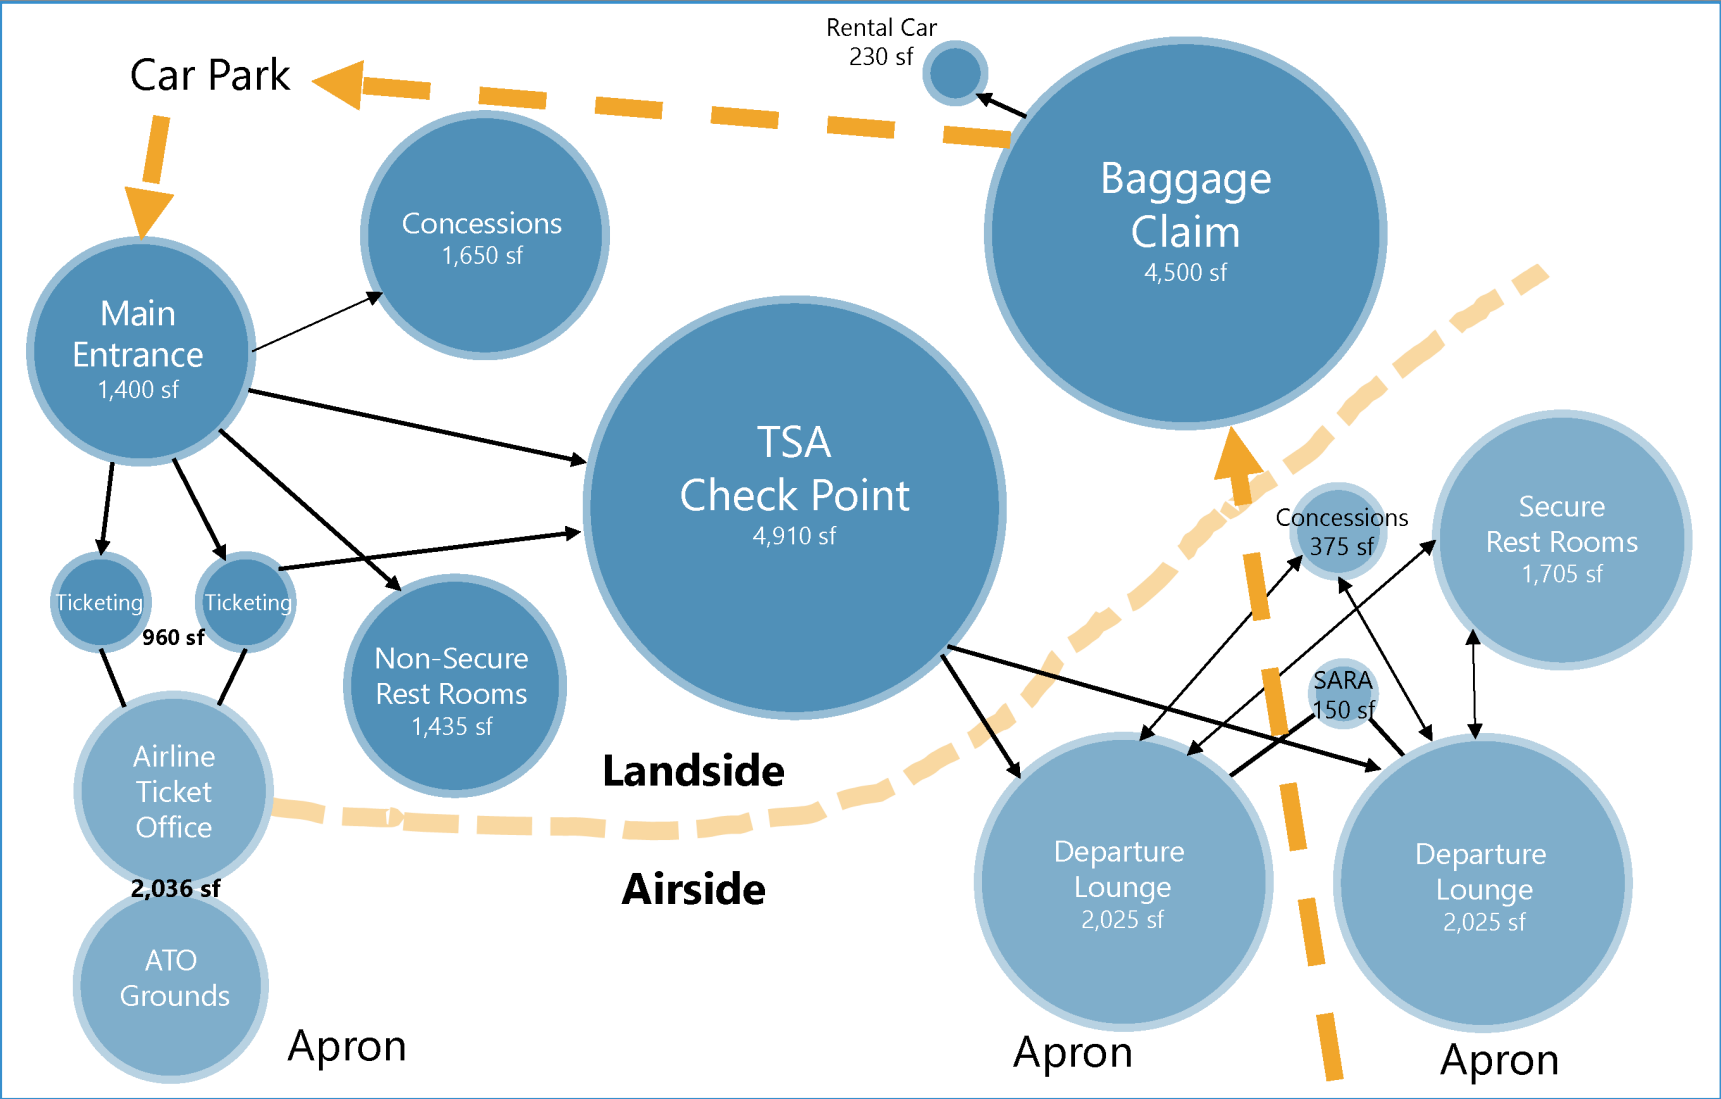 Rental Car
230 sf
Car Park
Baggage
Claim
4,500 sf
Concessions
1,650 sf
Main
Entrance
1,400 sf
TSA
Check Point
4,910 sf
Concessions
375 sf
Secure
Rest Rooms
1,705 sf
Ticketing
Ticketing
960 sf
Non-Secure
Rest Rooms
1,435 sf
SARA
150 sf
Airline
Ticket
Office
Landside
Airside
2,036 sf
Departure
Lounge
2,025 sf
Departure
Lounge
2,025 sf
ATO
Grounds
Apron
Apron
Apron